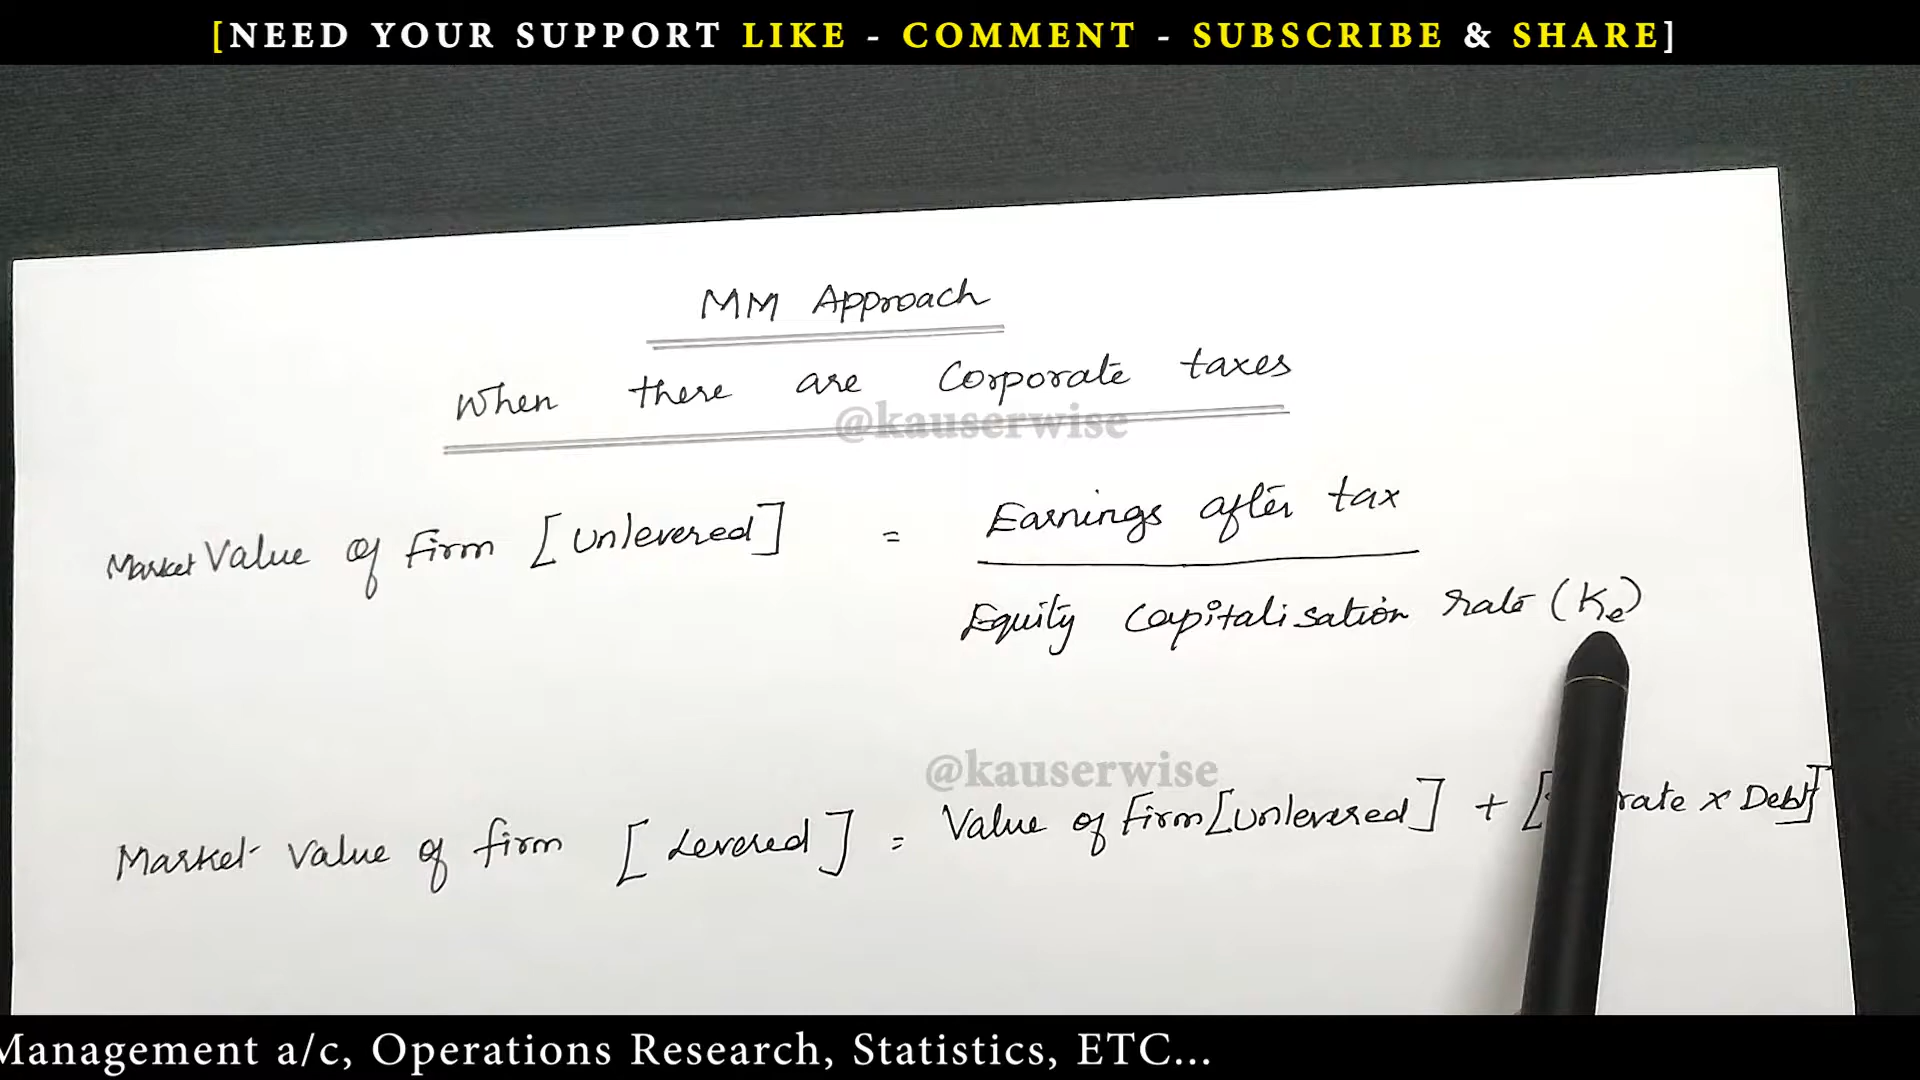 [NEED YOUR SUPPORT LIKE - COMMENT - SUBSCRIBE & SHARE]
MM Approach
When there are Corporate taxes
@kauserwise
Market Value of Firm [Unlevered] = Earnings after tax
Equity Capitalisation rate (Ke)
@kauserwise
Market Value of firm [Levered] = Value of Firm [Unlevered] + [ rate x Debt]
Management a/c, Operations Research, Statistics, ETC...